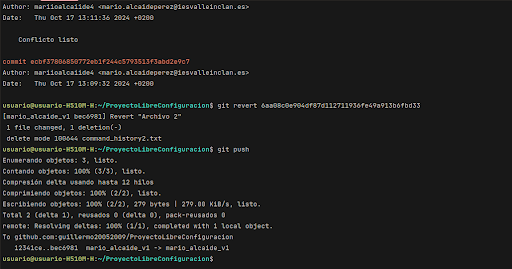 Author: mariioalcaiide4 <mario.alcaideperez@iesvalleinclan.es>
Date:   Thu Oct 17 13:11:36 2024 +0200
Conflicto listo
commit ecbf37806850772eb1f244c5793513f3abd2e9c7
Author: mariioalcaiide4 <mario.alcaideperez@iesvalleinclan.es>
Date:   Thu Oct 17 13:09:32 2024 +0200
usuario@usuario-H510M-H:~/ProyectoLibreConfiguracion$ git revert 6aa08c0e904df87d112711936fe49a913b6fbd33
[mario_alcaide_v1 bec6981] Revert "Archivo 2"
1 file changed, 1 deletion(-)
delete mode 100644 command_history2.txt
usuario@usuario-H510M-H:~/ProyectoLibreConfiguracion$ git push
Enumerando objetos: 3, listo.
Contando objetos: 100% (3/3), listo.
Compresión delta usando hasta 12 hilos
Comprimiendo objetos: 100% (2/2), listo.
Escribiendo objetos: 100% (2/2), 279 bytes | 279.00 KiB/s, listo.
Total 2 (delta 1), reusados 0 (delta 0), pack-reusados 0
remote: Resolving deltas: 100% (1/1), completed with 1 local object.
To github.com:guillermo20052009/ProyectoLibreConfiguracion
12341ce..bec6981  mario_alcaide_v1 -> mario_alcaide_v1
usuario@usuario-H510M-H:~/ProyectoLibreConfiguracion$